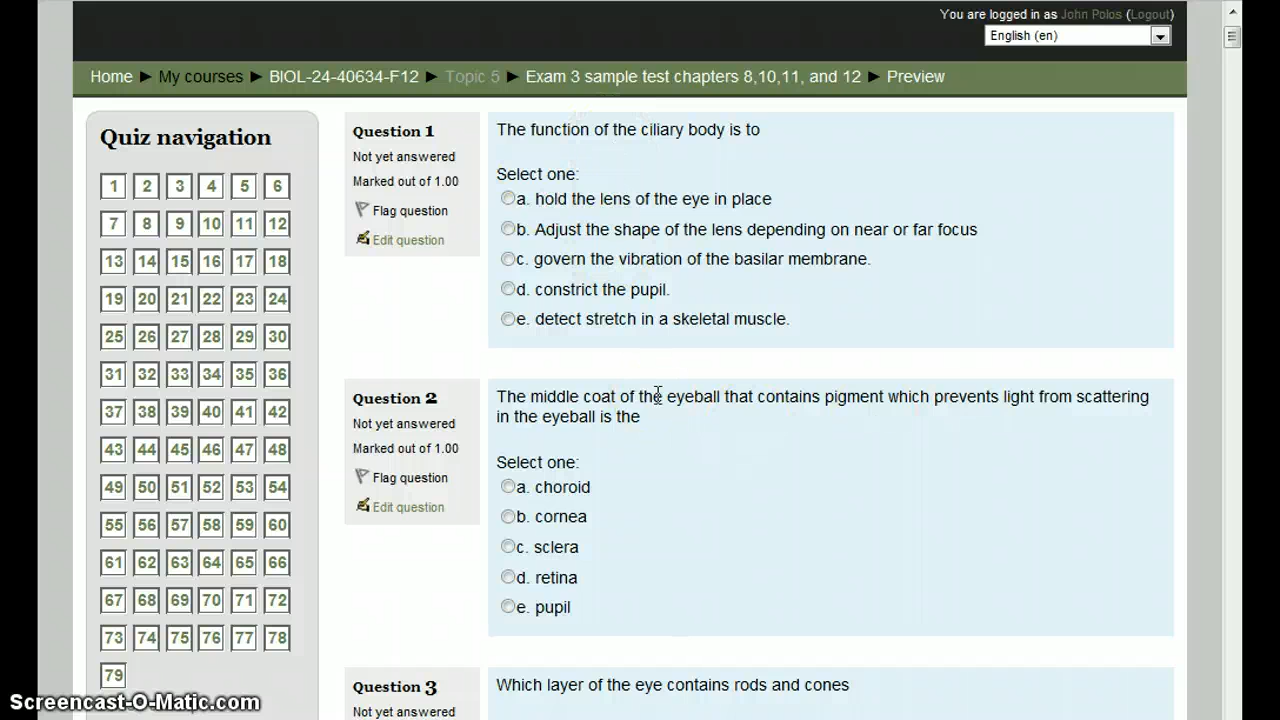 You are logged in as John Polos (Logout)
English (en)
Home ► My courses ► BIOL-24-40634-F12 ► Topic 5 ► Exam 3 sample test chapters 8,10,11, and 12 ► Preview
Quiz navigation
1 2 3 4 5 6
7 8 9 10 11 12
13 14 15 16 17 18
19 20 21 22 23 24
25 26 27 28 29 30
31 32 33 34 35 36
37 38 39 40 41 42
43 44 45 46 47 48
49 50 51 52 53 54
55 56 57 58 59 60
61 62 63 64 65 66
67 68 69 70 71 72
73 74 75 76 77 78
79
Question 1
Not yet answered
Marked out of 1.00
Flag question
Edit question
The function of the ciliary body is to
Select one:
a. hold the lens of the eye in place
b. Adjust the shape of the lens depending on near or far focus
c. govern the vibration of the basilar membrane.
d. constrict the pupil.
e. detect stretch in a skeletal muscle.
Question 2
Not yet answered
Marked out of 1.00
Flag question
Edit question
The middle coat of the eyeball that contains pigment which prevents light from scattering
in the eyeball is the
Select one:
a. choroid
b. cornea
c. sclera
d. retina
e. pupil
Question 3
Not yet answered
Which layer of the eye contains rods and cones
Screencast-O-Matic.com